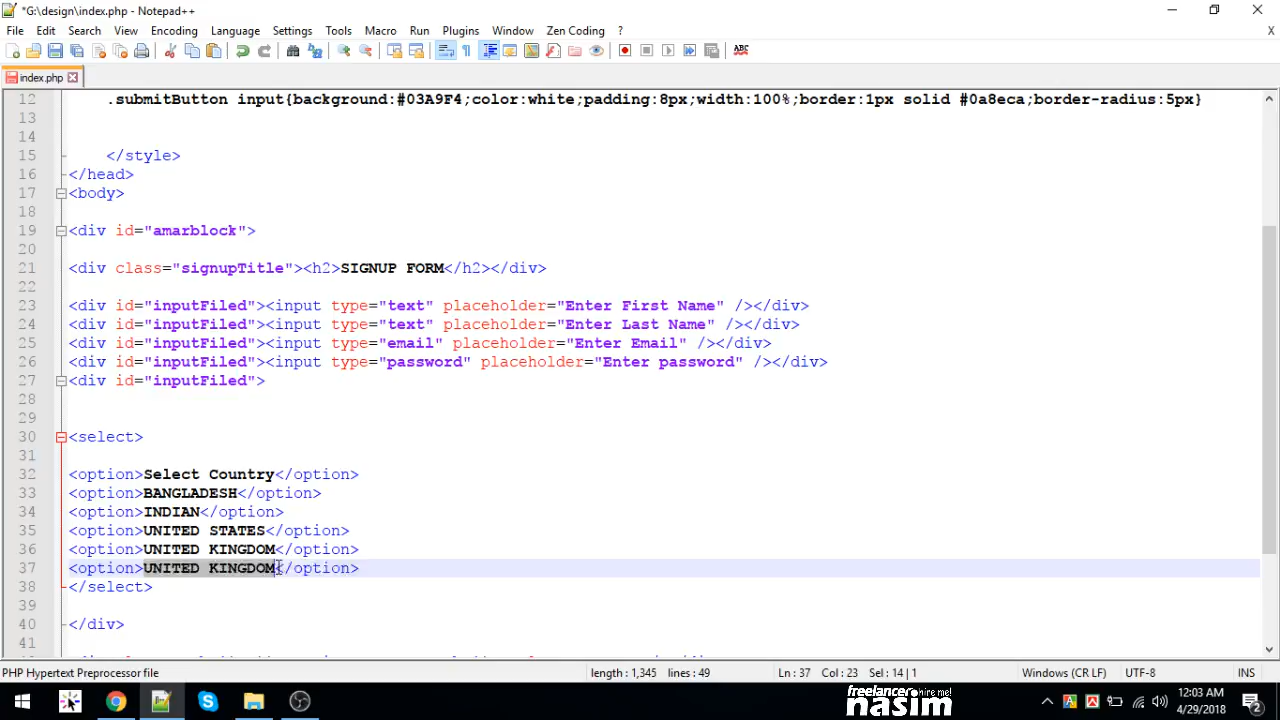 *G:\design\index.php - Notepad++
File Edit Search View Encoding Language Settings Tools Macro Run Plugins Window Zen Coding ? X
ABC
index.php
12 .submitButton input{background:#03A9F4;color:white;padding:8px;width:100%;border:1px solid #0a8eca;border-radius:5px}
13
14
15 </style>
16 </head>
17 <body>
18
19 <div id="amarblock">
20
21 <div class="signupTitle"><h2>SIGNUP FORM</h2></div>
22
23 <div id="inputFiled"><input type="text" placeholder="Enter First Name" /></div>
24 <div id="inputFiled"><input type="text" placeholder="Enter Last Name" /></div>
25 <div id="inputFiled"><input type="email" placeholder="Enter Email" /></div>
26 <div id="inputFiled"><input type="password" placeholder="Enter password" /></div>
27 <div id="inputFiled">
28
29
30 <select>
31
32 <option>Select Country</option>
33 <option>BANGLADESH</option>
34 <option>INDIAN</option>
35 <option>UNITED STATES</option>
36 <option>UNITED KINGDOM</option>
37 <option>UNITED KINGDOM</option>
38 </select>
39
40 </div>
41
PHP Hypertext Preprocessor file length : 1,345 lines : 49 Ln : 37 Col : 23 Sel : 14 | 1 Windows (CR LF) UTF-8 INS
freelancer hire me!
nasim
12:03 AM
4/29/2018
2